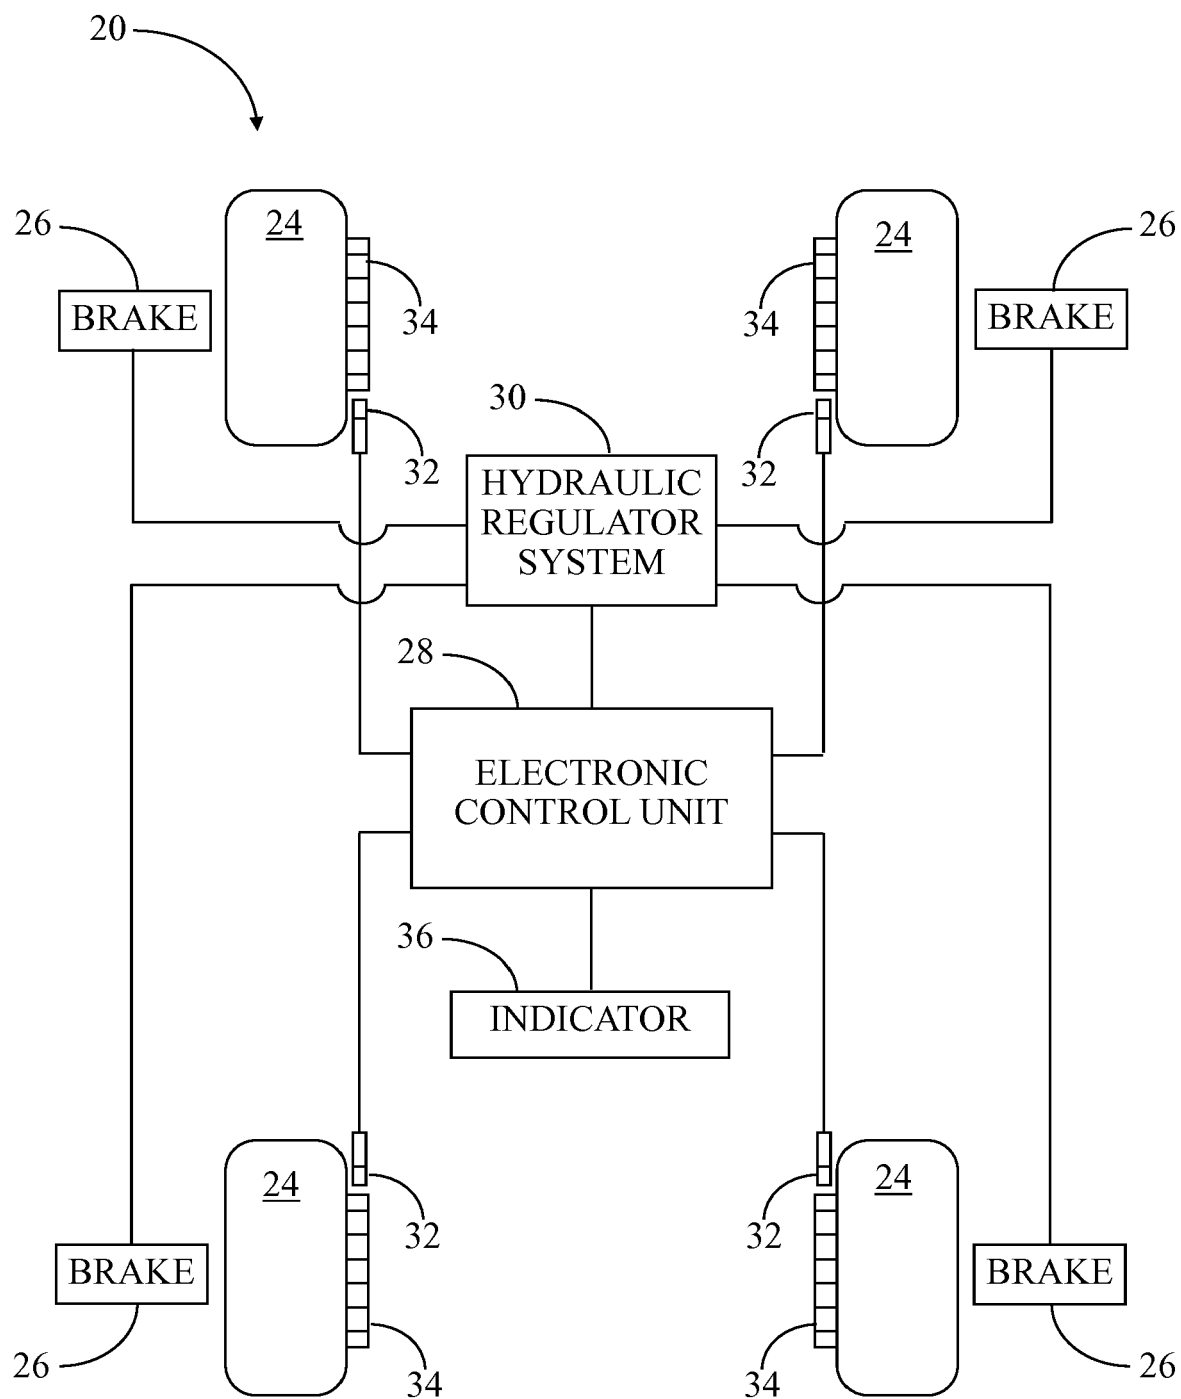 20
26
24
24
26
BRAKE
34
34
BRAKE
30
32
32
HYDRAULIC
REGULATOR
SYSTEM
28
ELECTRONIC
CONTROL UNIT
36
INDICATOR
24
24
32
32
BRAKE
BRAKE
26
34
34
26